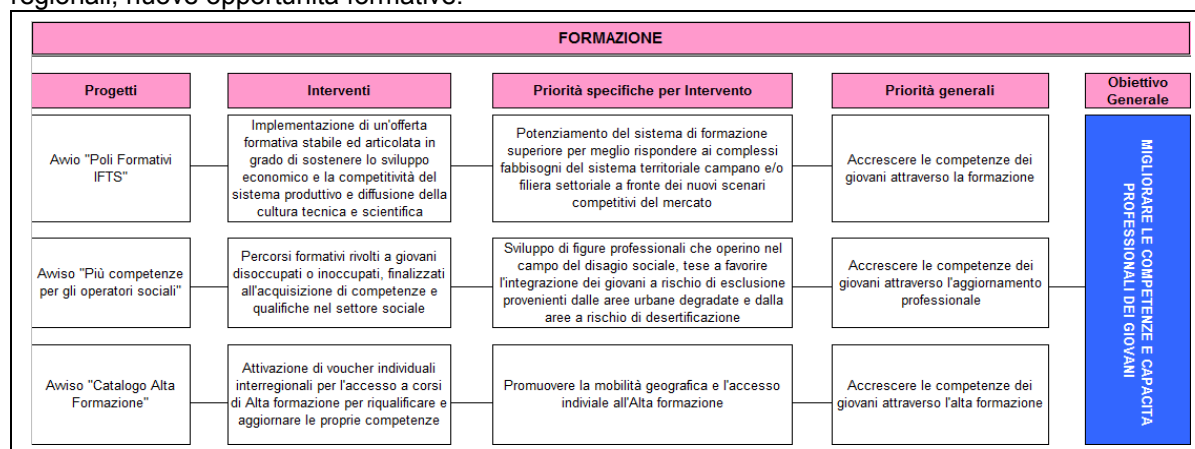 regionali, nuove opportunità formative.
FORMAZIONE
Progetti
Interventi
Priorità specifiche per Intervento
Priorità generali
Obiettivo
Generale
Avvio "Poli Formativi
IFTS"
Implementazione di un'offerta
formativa stabile ed articolata in
grado di sostenere lo sviluppo
economico e la competitività del
sistema produttivo e diffusione della
cultura tecnica e scientifica
Potenziamento del sistema di formazione
superiore per meglio rispondere ai complessi
fabbisogni del sistema territoriale campano e/o
filiera settoriale a fronte dei nuovi scenari
competitivi del mercato
Accrescere le competenze dei
giovani attraverso la formazione
Avviso "Più competenze
per gli operatori sociali"
Percorsi formativi rivolti a giovani
disoccupati o inoccupati, finalizzati
all'acquisizione di competenze e
qualifiche nel settore sociale
Sviluppo di figure professionali che operino nel
campo del disagio sociale, tese a favorire
l'integrazione dei giovani a rischio di esclusione
provenienti dalle aree urbane degradate e dalla
aree a rischio di desertificazione
Accrescere le competenze dei
giovani attraverso l'aggiornamento
professionale
Avviso "Catalogo Alta
Formazione"
Attivazione di voucher individuali
interregionali per l'accesso a corsi
di Alta formazione per riqualificare e
aggiornare le proprie competenze
Promuovere la mobilità geografica e l'accesso
indiviale all'Alta formazione
Accrescere le competenze dei
giovani attraverso l'alta formazione
MIGLIORARE LE COMPETENZE E CAPACITA
PROFESSIONALI DEI GIOVANI